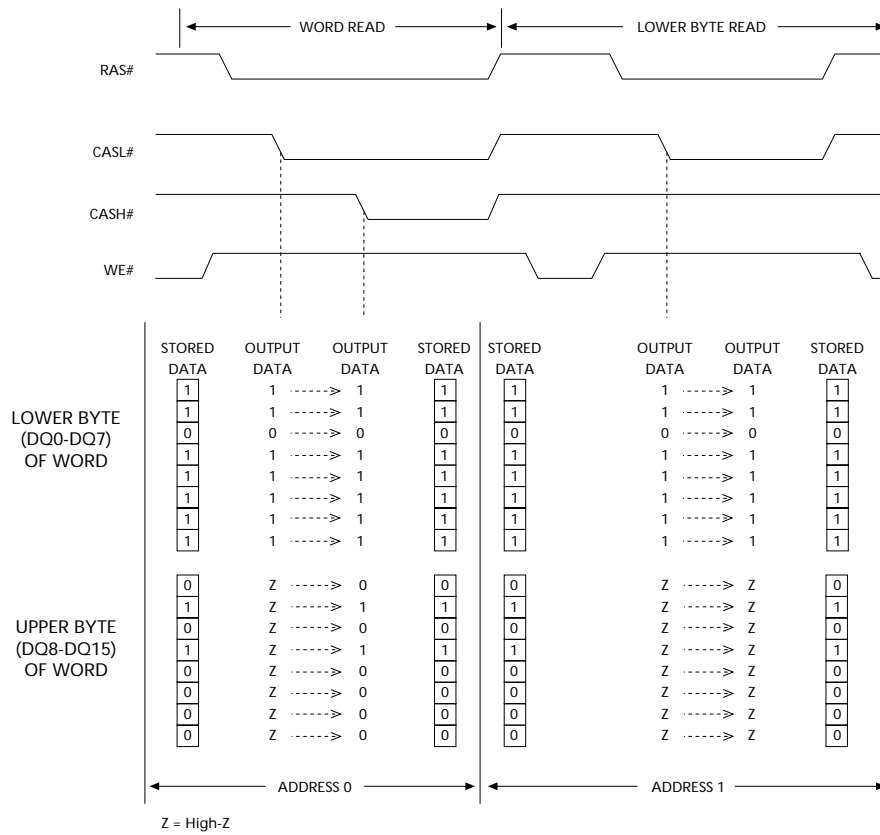 WORD READ LOWER BYTE READ
RAS#
CASL#
CASH#
WE#
STORED OUTPUT OUTPUT STORED STORED OUTPUT OUTPUT STORED
DATA DATA DATA DATA DATA DATA DATA DATA
1 1 1 1 1 1 1 1
1 1 1 1 1 1 1 1
0 0 0 0 0 0 0 0
1 1 1 1 1 1 1 1
1 1 1 1 1 1 1 1
1 1 1 1 1 1 1 1
1 1 1 1 1 1 1 1
1 1 1 1 1 1 1 1
LOWER BYTE
(DQ0-DQ7)
OF WORD
0 Z 0 0 0 Z Z 0
1 Z 1 1 1 Z Z 1
0 Z 0 0 0 Z Z 0
1 Z 1 1 1 Z Z 1
0 Z 0 0 0 Z Z 0
0 Z 0 0 0 Z Z 0
0 Z 0 0 0 Z Z 0
0 Z 0 0 0 Z Z 0
UPPER BYTE
(DQ8-DQ15)
OF WORD
ADDRESS 0 ADDRESS 1
Z = High-Z